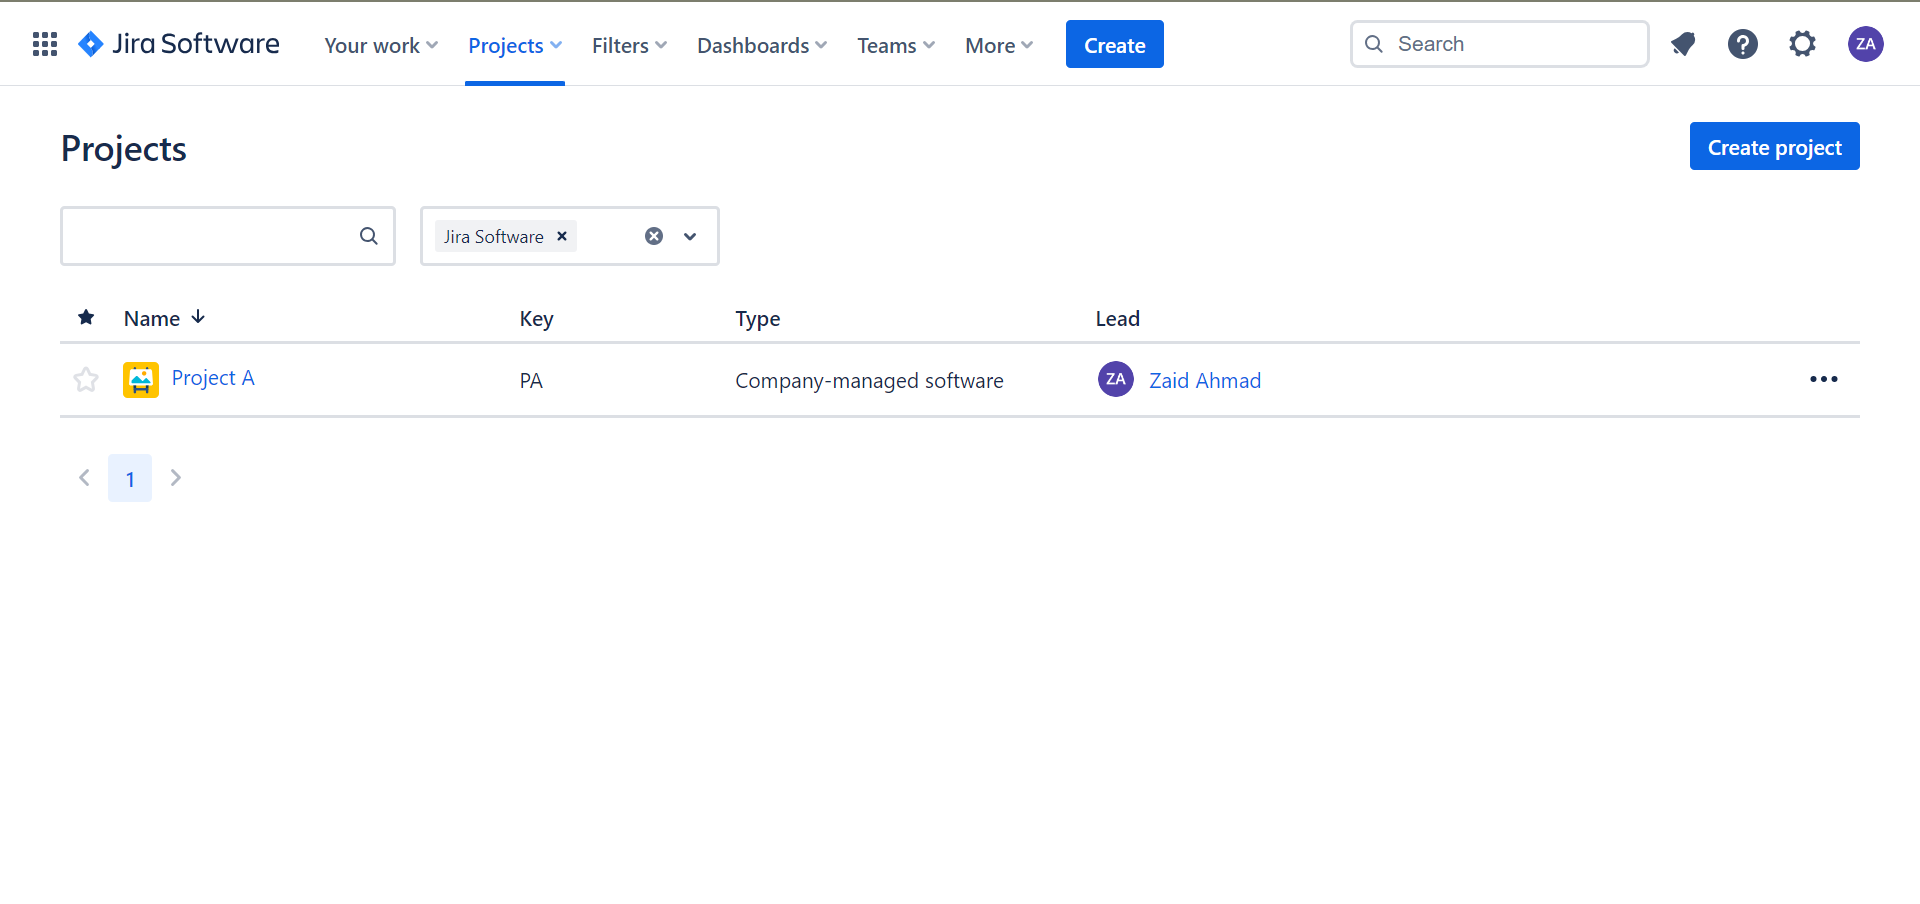 Jira Software Your work Projects Filters Dashboards Teams More Create Search ZA
Projects
Create project
Jira Software
Name Key Type Lead
Project A PA Company-managed software ZA Zaid Ahmad
1